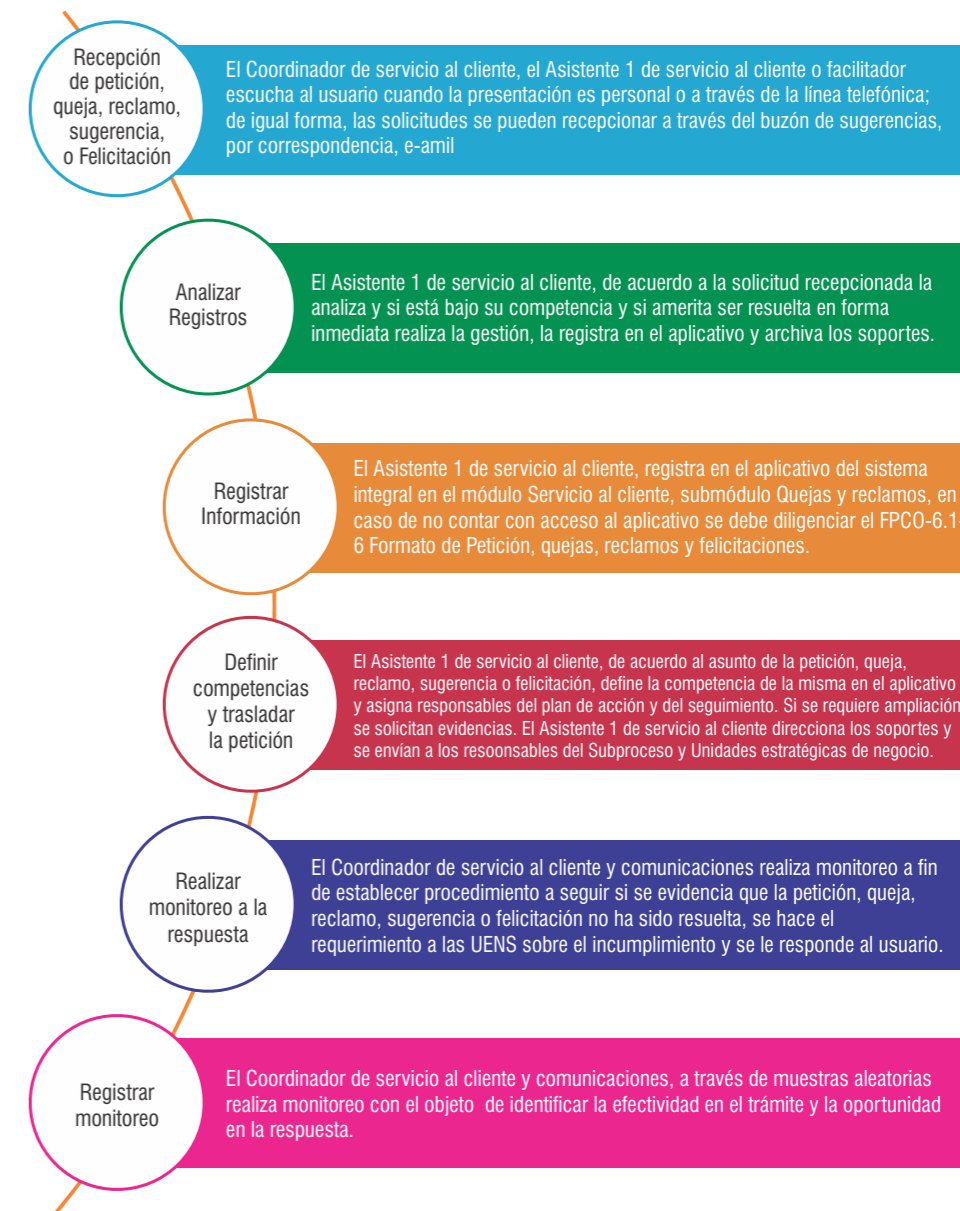 Recepción
de petición,
queja, reclamo,
sugerencia,
o Felicitación
El Coordinador de servicio al cliente, el Asistente 1 de servicio al cliente o facilitador
escucha al usuario cuando la presentación es personal o a través de la línea telefónica;
de igual forma, las solicitudes se pueden recepcionar a través del buzón de sugerencias,
por correspondencia, e-amil
Analizar
Registros
El Asistente 1 de servicio al cliente, de acuerdo a la solicitud recepcionada la
analiza y si está bajo su competencia y si amerita ser resuelta en forma
inmediata realiza la gestión, la registra en el aplicativo y archiva los soportes.
Registrar
Información
El Asistente 1 de servicio al cliente, registra en el aplicativo del sistema
integral en el módulo Servicio al cliente, submódulo Quejas y reclamos, en
caso de no contar con acceso al aplicativo se debe diligenciar el FPCO-6.1-
6 Formato de Petición, quejas, reclamos y felicitaciones.
Definir
competencias
y trasladar
la petición
El Asistente 1 de servicio al cliente, de acuerdo al asunto de la petición, queja,
reclamo, sugerencia o felicitación, define la competencia de la misma en el aplicativo
y asigna responsables del plan de acción y del seguimiento. Si se requiere ampliación
se solicitan evidencias. El Asistente 1 de servicio al cliente direcciona los soportes y
se envían a los resoonsables del Subproceso y Unidades estratégicas de negocio.
Realizar
monitoreo a la
respuesta
El Coordinador de servicio al cliente y comunicaciones realiza monitoreo a fin
de establecer procedimiento a seguir si se evidencia que la petición, queja,
reclamo, sugerencia o felicitación no ha sido resuelta, se hace el
requerimiento a las UENS sobre el incumplimiento y se le responde al usuario.
Registrar
monitoreo
El Coordinador de servicio al cliente y comunicaciones, a través de muestras aleatorias
realiza monitoreo con el objeto  de identificar la efectividad en el trámite y la oportunidad
en la respuesta.